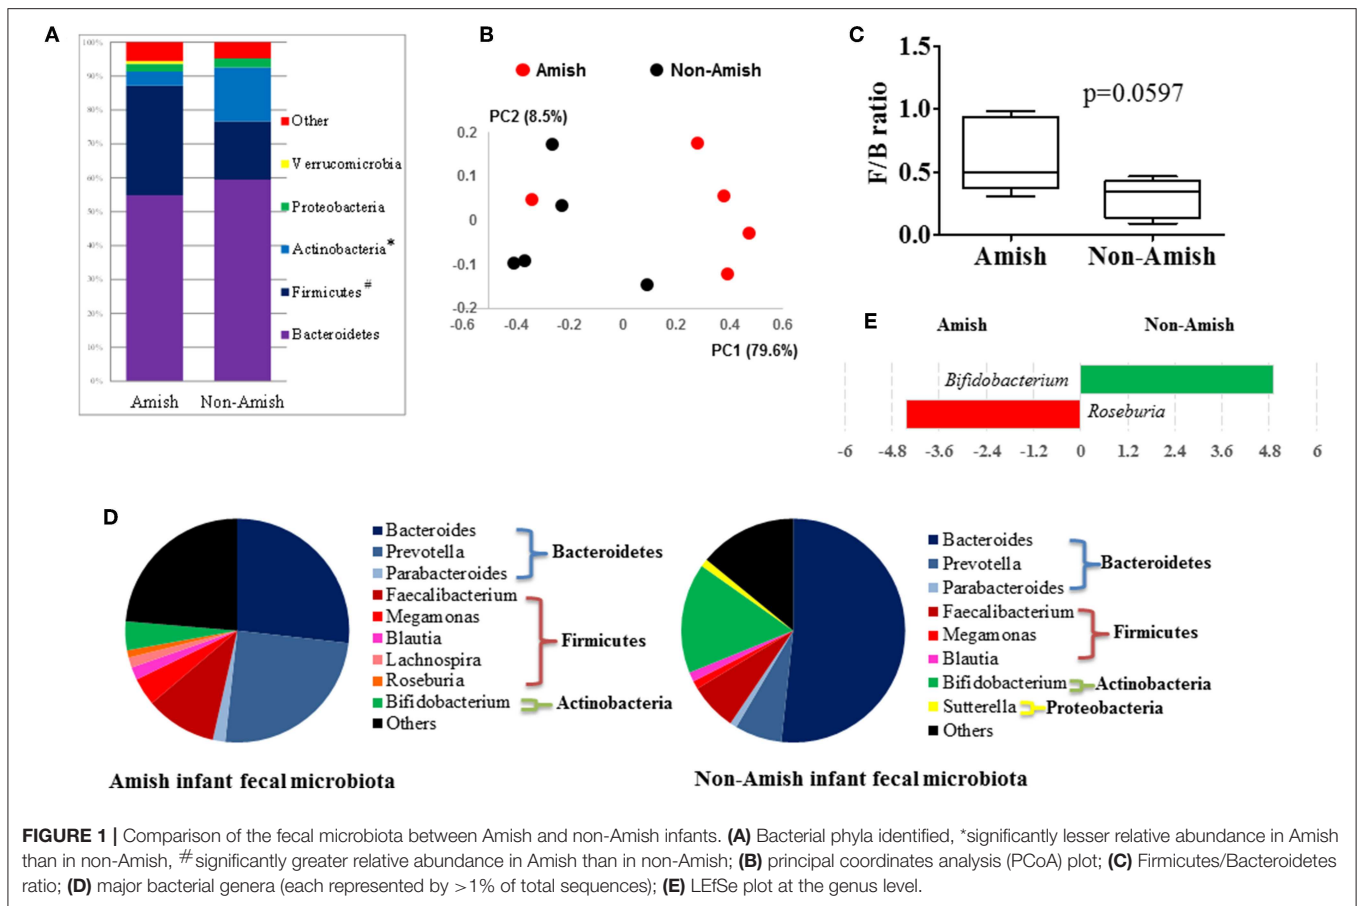 A
100%
90%
80%
70%
60%
50%
40%
30%
20%
10%
0%
Other
Verrucomicrobia
Proteobacteria
Actinobacteria*
Firmicutes#
Bacteroidetes
Amish Non-Amish
B
Amish Non-Amish
PC2 (8.5%)
0.2
0.1
0
-0.1
-0.2
-0.6 -0.4 -0.2 0 0.2 0.4 0.6
PC1 (79.6%)
C
F/B ratio
1.5
1.0
0.5
0.0
p=0.0597
Amish Non-Amish
E
Amish Non-Amish
Bifidobacterium
Roseburia
-6 -4.8 -3.6 -2.4 -1.2 0 1.2 2.4 3.6 4.8 6
D
Bacteroides
Prevotella
Parabacteroides
Bacteroidetes
Faecalibacterium
Megamonas
Blautia
Lachnospira
Roseburia
Firmicutes
Bifidobacterium
Actinobacteria
Others
Amish infant fecal microbiota
Bacteroides
Prevotella
Parabacteroides
Bacteroidetes
Faecalibacterium
Megamonas
Blautia
Firmicutes
Bifidobacterium
Actinobacteria
Sutterella
Proteobacteria
Others
Non-Amish infant fecal microbiota
FIGURE 1 | Comparison of the fecal microbiota between Amish and non-Amish infants. (A) Bacterial phyla identified, *significantly lesser relative abundance in Amish
than in non-Amish, #significantly greater relative abundance in Amish than in non-Amish; (B) principal coordinates analysis (PCoA) plot; (C) Firmicutes/Bacteroidetes
ratio; (D) major bacterial genera (each represented by >1% of total sequences); (E) LEfSe plot at the genus level.